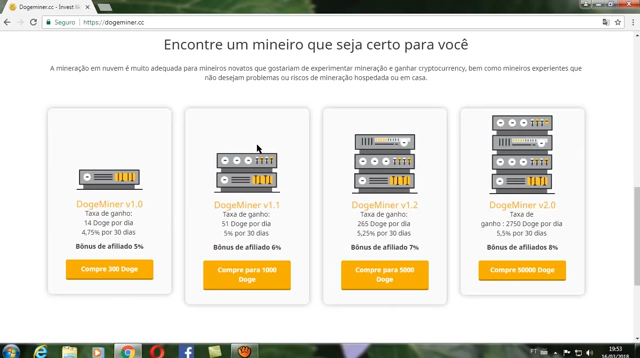 Dogeminer.cc - Invest W
Seguro
https://dogeminer.cc
Encontre um mineiro que seja certo para você
A mineração em nuvem é muito adequada para mineiros novatos que gostariam de experimentar mineração e ganhar cryptocurrency, bem como mineiros experientes que
não desejam problemas ou riscos de mineração hospedada ou em casa.
DogeMiner v1.0
Taxa de ganho:
14 Doge por dia
4,75% por 30 dias
Bônus de afiliado 5%
Compre 300 Doge
DogeMiner v1.1
Taxa de ganho:
51 Doge por dia
5% por 30 dias
Bônus de afiliado 6%
Compre para 1000
Doge
DogeMiner v1.2
Taxa de ganho:
265 Doge por dia
5,25% por 30 dias
Bônus de afiliado 7%
Compre para 5000
Doge
DogeMiner v2.0
Taxa de
ganho : 2750 Doge por dia
5,5% por 30 dias
Bônus de afiliados 8%
Compre 50000 Doge
PT
19:53
16/03/2018